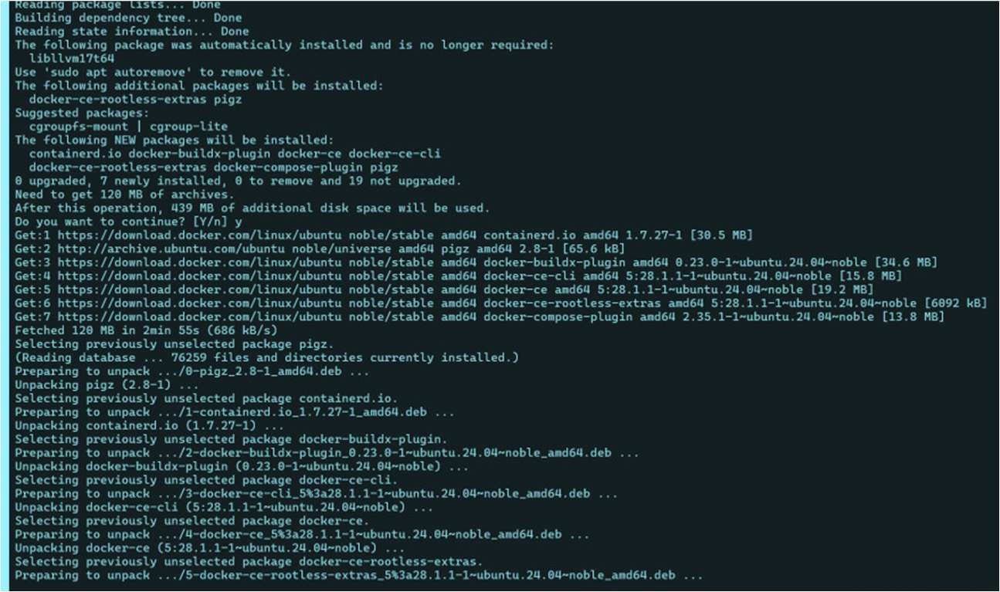 Reading package lists... Done
Building dependency tree... Done
Reading state information... Done
The following package was automatically installed and is no longer required:
  libllvm17t64
Use 'sudo apt autoremove' to remove it.
The following additional packages will be installed:
  docker-ce-rootless-extras pigz
Suggested packages:
  cgroupfs-mount | cgroup-lite
The following NEW packages will be installed:
  containerd.io docker-buildx-plugin docker-ce docker-ce-cli
  docker-ce-rootless-extras docker-compose-plugin pigz
0 upgraded, 7 newly installed, 0 to remove and 19 not upgraded.
Need to get 120 MB of archives.
After this operation, 439 MB of additional disk space will be used.
Do you want to continue? [Y/n] y
Get:1 https://download.docker.com/linux/ubuntu noble/stable amd64 containerd.io amd64 1.7.27-1 [30.5 MB]
Get:2 http://archive.ubuntu.com/ubuntu noble/universe amd64 pigz amd64 2.8-1 [65.6 kB]
Get:3 https://download.docker.com/linux/ubuntu noble/stable amd64 docker-buildx-plugin amd64 0.23.0-1~ubuntu.24.04~noble [34.6 MB]
Get:4 https://download.docker.com/linux/ubuntu noble/stable amd64 docker-ce-cli amd64 5:28.1.1-1~ubuntu.24.04~noble [15.8 MB]
Get:5 https://download.docker.com/linux/ubuntu noble/stable amd64 docker-ce amd64 5:28.1.1-1~ubuntu.24.04~noble [19.2 MB]
Get:6 https://download.docker.com/linux/ubuntu noble/stable amd64 docker-ce-rootless-extras amd64 5:28.1.1-1~ubuntu.24.04~noble [6092 kB]
Get:7 https://download.docker.com/linux/ubuntu noble/stable amd64 docker-compose-plugin amd64 2.35.1-1~ubuntu.24.04~noble [13.8 MB]
Fetched 120 MB in 2min 55s (686 kB/s)
Selecting previously unselected package pigz.
(Reading database ... 76259 files and directories currently installed.)
Preparing to unpack .../0-pigz_2.8-1_amd64.deb ...
Unpacking pigz (2.8-1) ...
Selecting previously unselected package containerd.io.
Preparing to unpack .../1-containerd.io_1.7.27-1_amd64.deb ...
Unpacking containerd.io (1.7.27-1) ...
Selecting previously unselected package docker-buildx-plugin.
Preparing to unpack .../2-docker-buildx-plugin_0.23.0-1~ubuntu.24.04~noble_amd64.deb ...
Unpacking docker-buildx-plugin (0.23.0-1~ubuntu.24.04~noble) ...
Selecting previously unselected package docker-ce-cli.
Preparing to unpack .../3-docker-ce-cli_5%3a28.1.1-1~ubuntu.24.04~noble_amd64.deb ...
Unpacking docker-ce-cli (5:28.1.1-1~ubuntu.24.04~noble) ...
Selecting previously unselected package docker-ce.
Preparing to unpack .../4-docker-ce_5%3a28.1.1-1~ubuntu.24.04~noble_amd64.deb ...
Unpacking docker-ce (5:28.1.1-1~ubuntu.24.04~noble) ...
Selecting previously unselected package docker-ce-rootless-extras.
Preparing to unpack .../5-docker-ce-rootless-extras_5%3a28.1.1-1~ubuntu.24.04~noble_amd64.deb ...